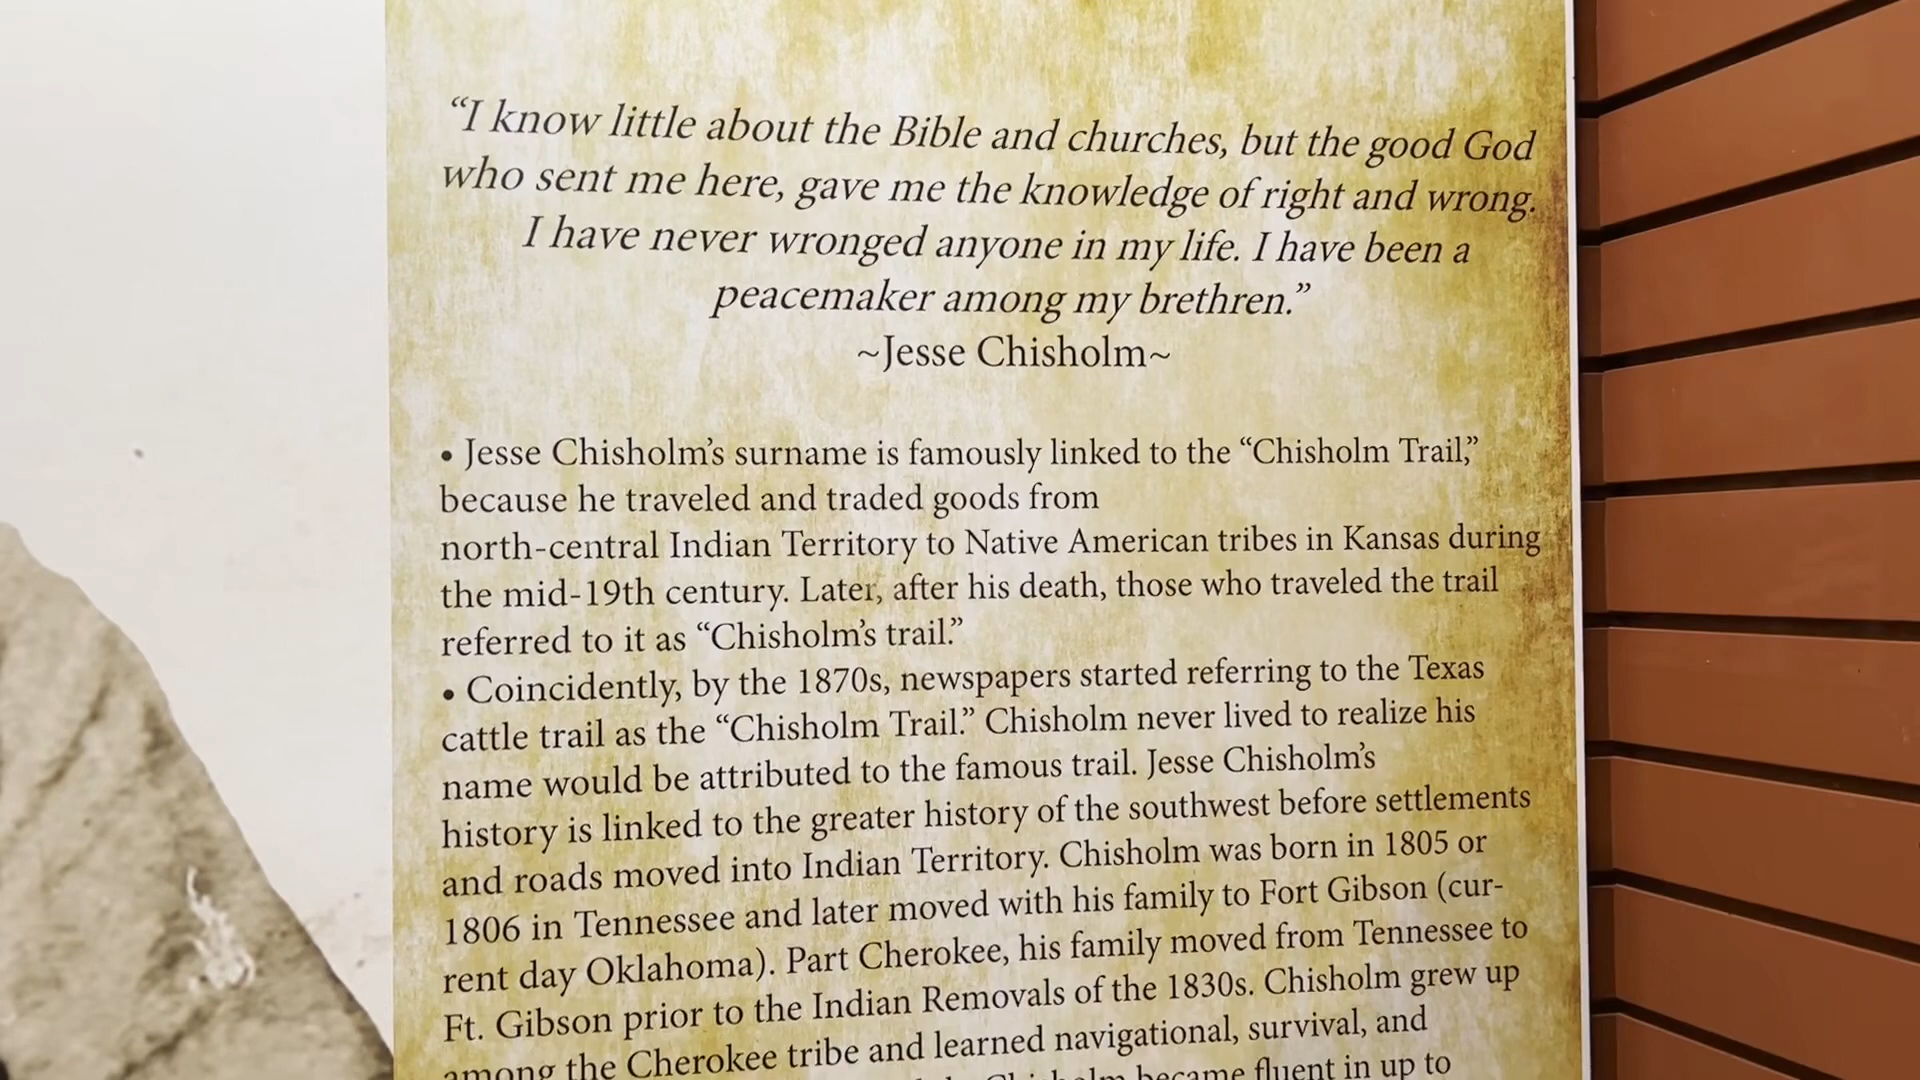 “I know little about the Bible and churches, but the good God
who sent me here, gave me the knowledge of right and wrong.
I have never wronged anyone in my life. I have been a
peacemaker among my brethren.”
~Jesse Chisholm~
• Jesse Chisholm’s surname is famously linked to the “Chisholm Trail,”
because he traveled and traded goods from
north-central Indian Territory to Native American tribes in Kansas during
the mid-19th century. Later, after his death, those who traveled the trail
referred to it as “Chisholm’s trail.”
• Coincidently, by the 1870s, newspapers started referring to the Texas
cattle trail as the “Chisholm Trail.” Chisholm never lived to realize his
name would be attributed to the famous trail. Jesse Chisholm’s
history is linked to the greater history of the southwest before settlements
and roads moved into Indian Territory. Chisholm was born in 1805 or
1806 in Tennessee and later moved with his family to Fort Gibson (cur-
rent day Oklahoma). Part Cherokee, his family moved from Tennessee to
Ft. Gibson prior to the Indian Removals of the 1830s. Chisholm grew up
among the Cherokee tribe and learned navigational, survival, and
Chisholm became fluent in up to